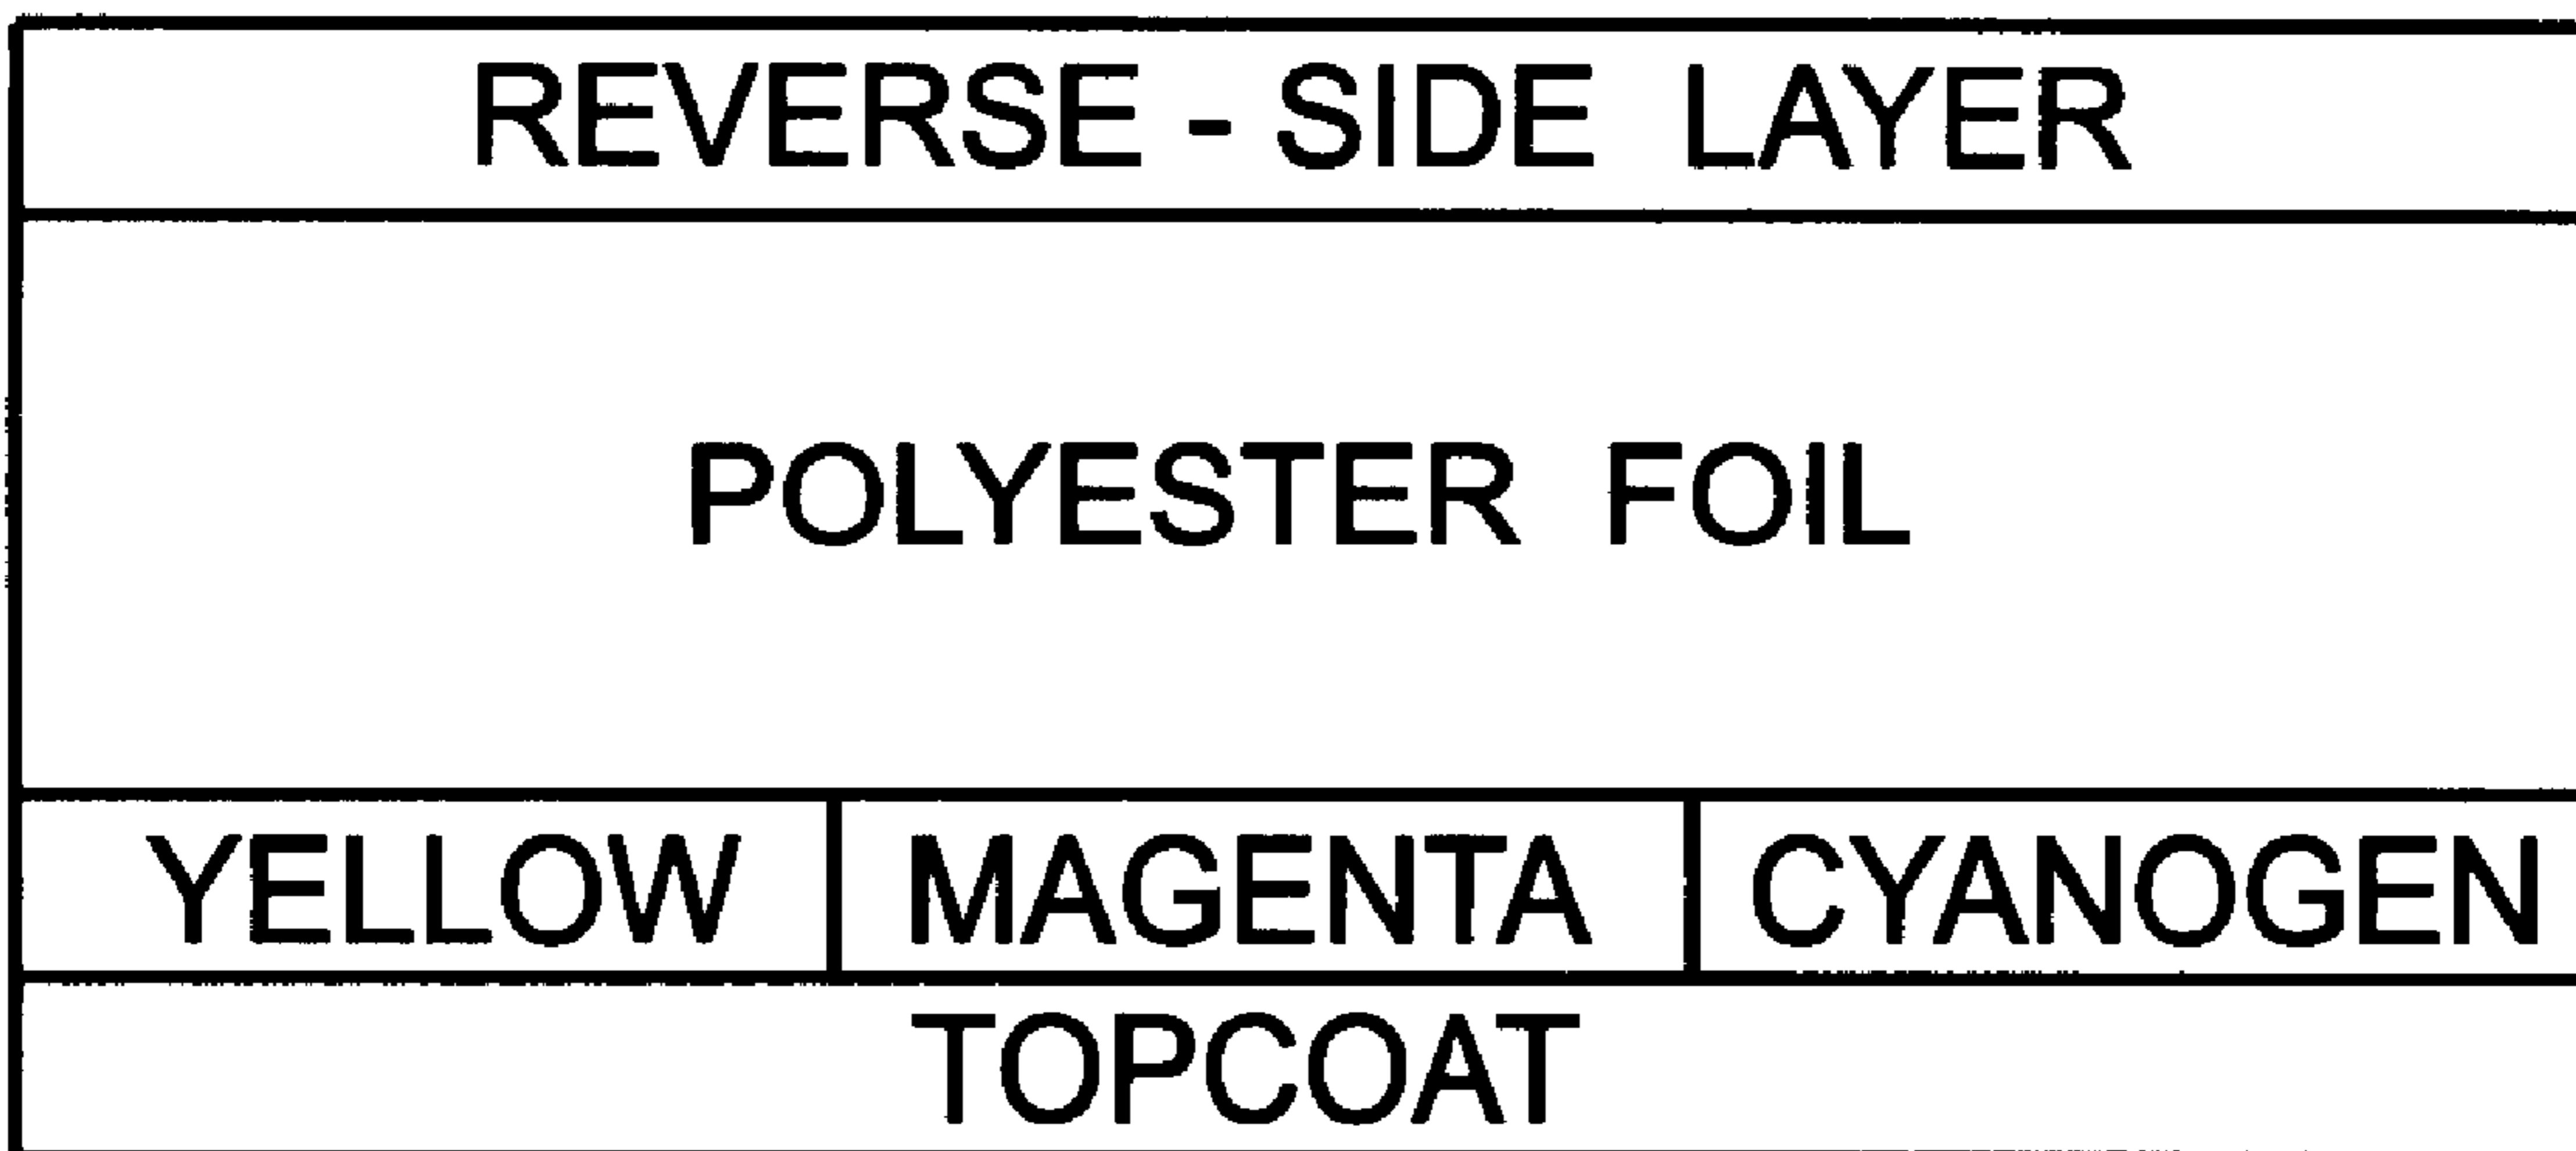 REVERSE - SIDE LAYER
POLYESTER FOIL
YELLOW MAGENTA CYANOGEN
TOPCOAT